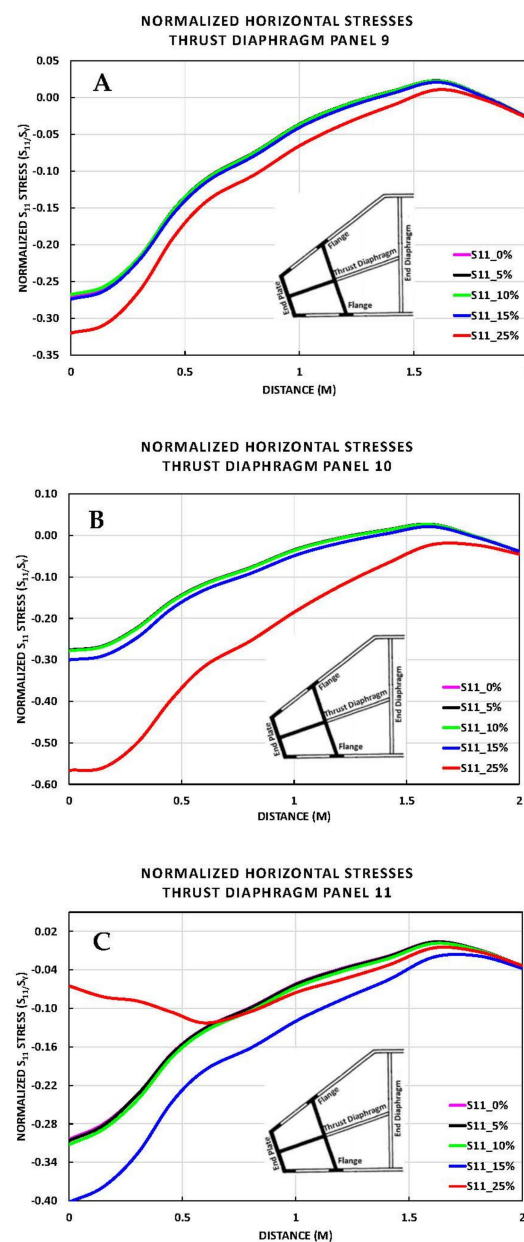 NORMALIZED HORIZONTAL STRESSES
THRUST DIAPHRAGM PANEL 9
A
NORMALIZED S11 STRESS (S11/SY)
0.05
0.00
-0.05
-0.10
-0.15
-0.20
-0.25
-0.30
-0.35
0
0.5
1
1.5
2
DISTANCE (M)
Flange
Thrust Diaphragm
End Diaphragm
End Plate
Flange
S11_0%
S11_5%
S11_10%
S11_15%
S11_25%
NORMALIZED HORIZONTAL STRESSES
THRUST DIAPHRAGM PANEL 10
B
NORMALIZED S11 STRESS (S11/SY)
0.10
0.00
-0.10
-0.20
-0.30
-0.40
-0.50
-0.60
0
0.5
1
1.5
2
DISTANCE (M)
Flange
Thrust Diaphragm
End Diaphragm
End Plate
Flange
S11_0%
S11_5%
S11_10%
S11_15%
S11_25%
NORMALIZED HORIZONTAL STRESSES
THRUST DIAPHRAGM PANEL 11
C
NORMALIZED S11 STRESS (S11/SY)
0.02
-0.04
-0.10
-0.16
-0.22
-0.28
-0.34
-0.40
0
0.5
1
1.5
2
DISTANCE (M)
Flange
Thrust Diaphragm
End Diaphragm
End Plate
Flange
S11_0%
S11_5%
S11_10%
S11_15%
S11_25%